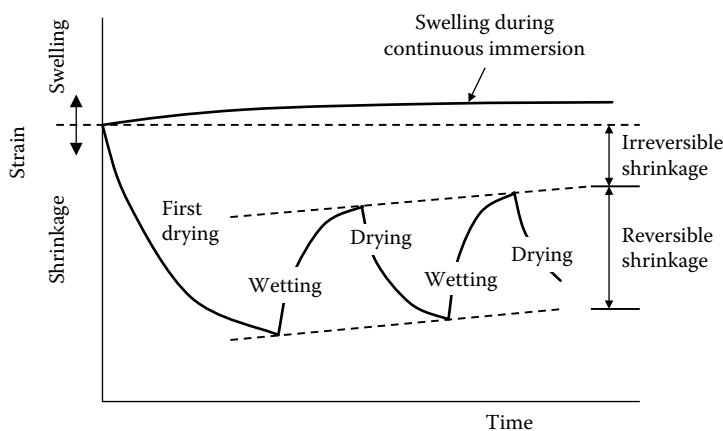 Swelling during
continuous immersion
Swelling
Strain
Shrinkage
Irreversible
shrinkage
First
drying
Drying
Reversible
shrinkage
Drying
Wetting
Wetting
Time